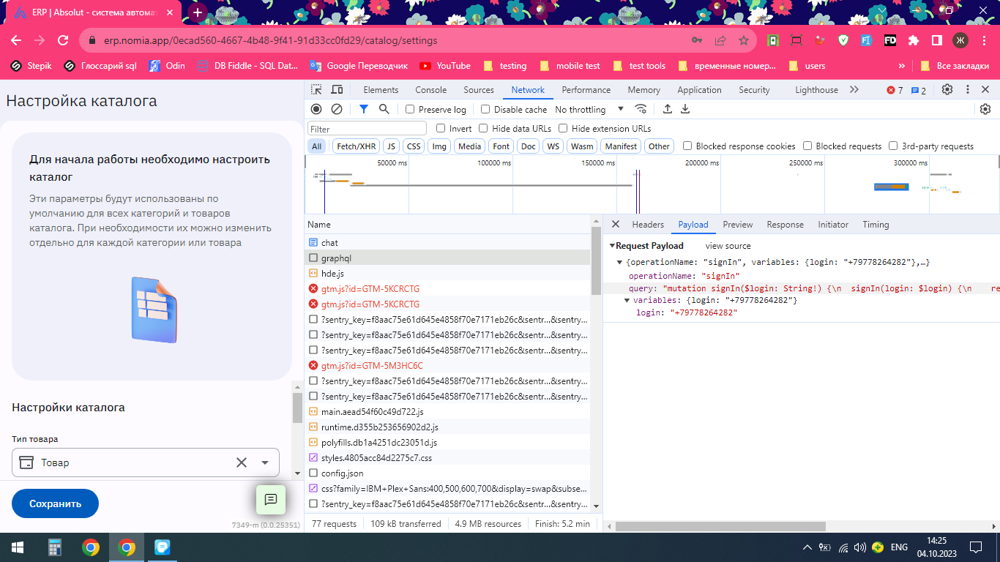 ERP | Absolut - система автомат
erp.nomia.app/0ecad560-4667-4b48-9f41-91d33cc0fd29/catalog/settings
Ж
Stepik
Глоссарий sql
Odin
DB Fiddle - SQL Dat...
Google Переводчик
YouTube
testing
mobile test
test tools
временные номер...
users
»
Все закладки
Настройка каталога
Для начала работы необходимо настроить
каталог
Эти параметры будут использованы по
умолчанию для всех категорий и товаров
каталога. При необходимости их можно изменить
отдельно для каждой категории или товара
Настройки каталога
Тип товара
Товар
Сохранить
7349-m (0.0.25351)
Elements Console Sources Network Performance Memory Application Security Lighthouse 7 2
Preserve log Disable cache No throttling
Filter Invert Hide data URLs Hide extension URLs
All Fetch/XHR JS CSS Img Media Font Doc WS Wasm Manifest Other Blocked response cookies Blocked requests 3rd-party requests
50000 ms 100000 ms 150000 ms 200000 ms 250000 ms 300000 ms
Name
chat
graphql
hde.js
gtm.js?id=GTM-5KCRCTG
gtm.js?id=GTM-5KCRCTG
?sentry_key=f8aac75e61d645e4858f70e7171eb26c&sentr...&sentry...
?sentry_key=f8aac75e61d645e4858f70e7171eb26c&sentr...&sentry...
?sentry_key=f8aac75e61d645e4858f70e7171eb26c&sentr...&sentry...
gtm.js?id=GTM-5M3HC6C
?sentry_key=f8aac75e61d645e4858f70e7171eb26c&sentr...&sentry...
?sentry_key=f8aac75e61d645e4858f70e7171eb26c&sentr...&sentry...
main.aead54f60c49d722.js
runtime.d355b253656902d2.js
polyfills.db1a4251dc23051d.js
styles.4805acc84d2275c7.css
config.json
css?family=IBM+Plex+Sans:400,500,600,700&display=swap&subse...
?sentry_key=f8aac75e61d645e4858f70e7171eb26c&sentr...&sentry...
77 requests 109 kB transferred 4.9 MB resources Finish: 5.2 min
Headers Payload Preview Response Initiator Timing
Request Payload view source
{operationName: "signIn", variables: {login: "+79778264282"},…}
operationName: "signIn"
query: "mutation signIn($login: String!) {\n  signIn(login: $login) {\n    re
variables: {login: "+79778264282"}
login: "+79778264282"
ENG
14:25
04.10.2023